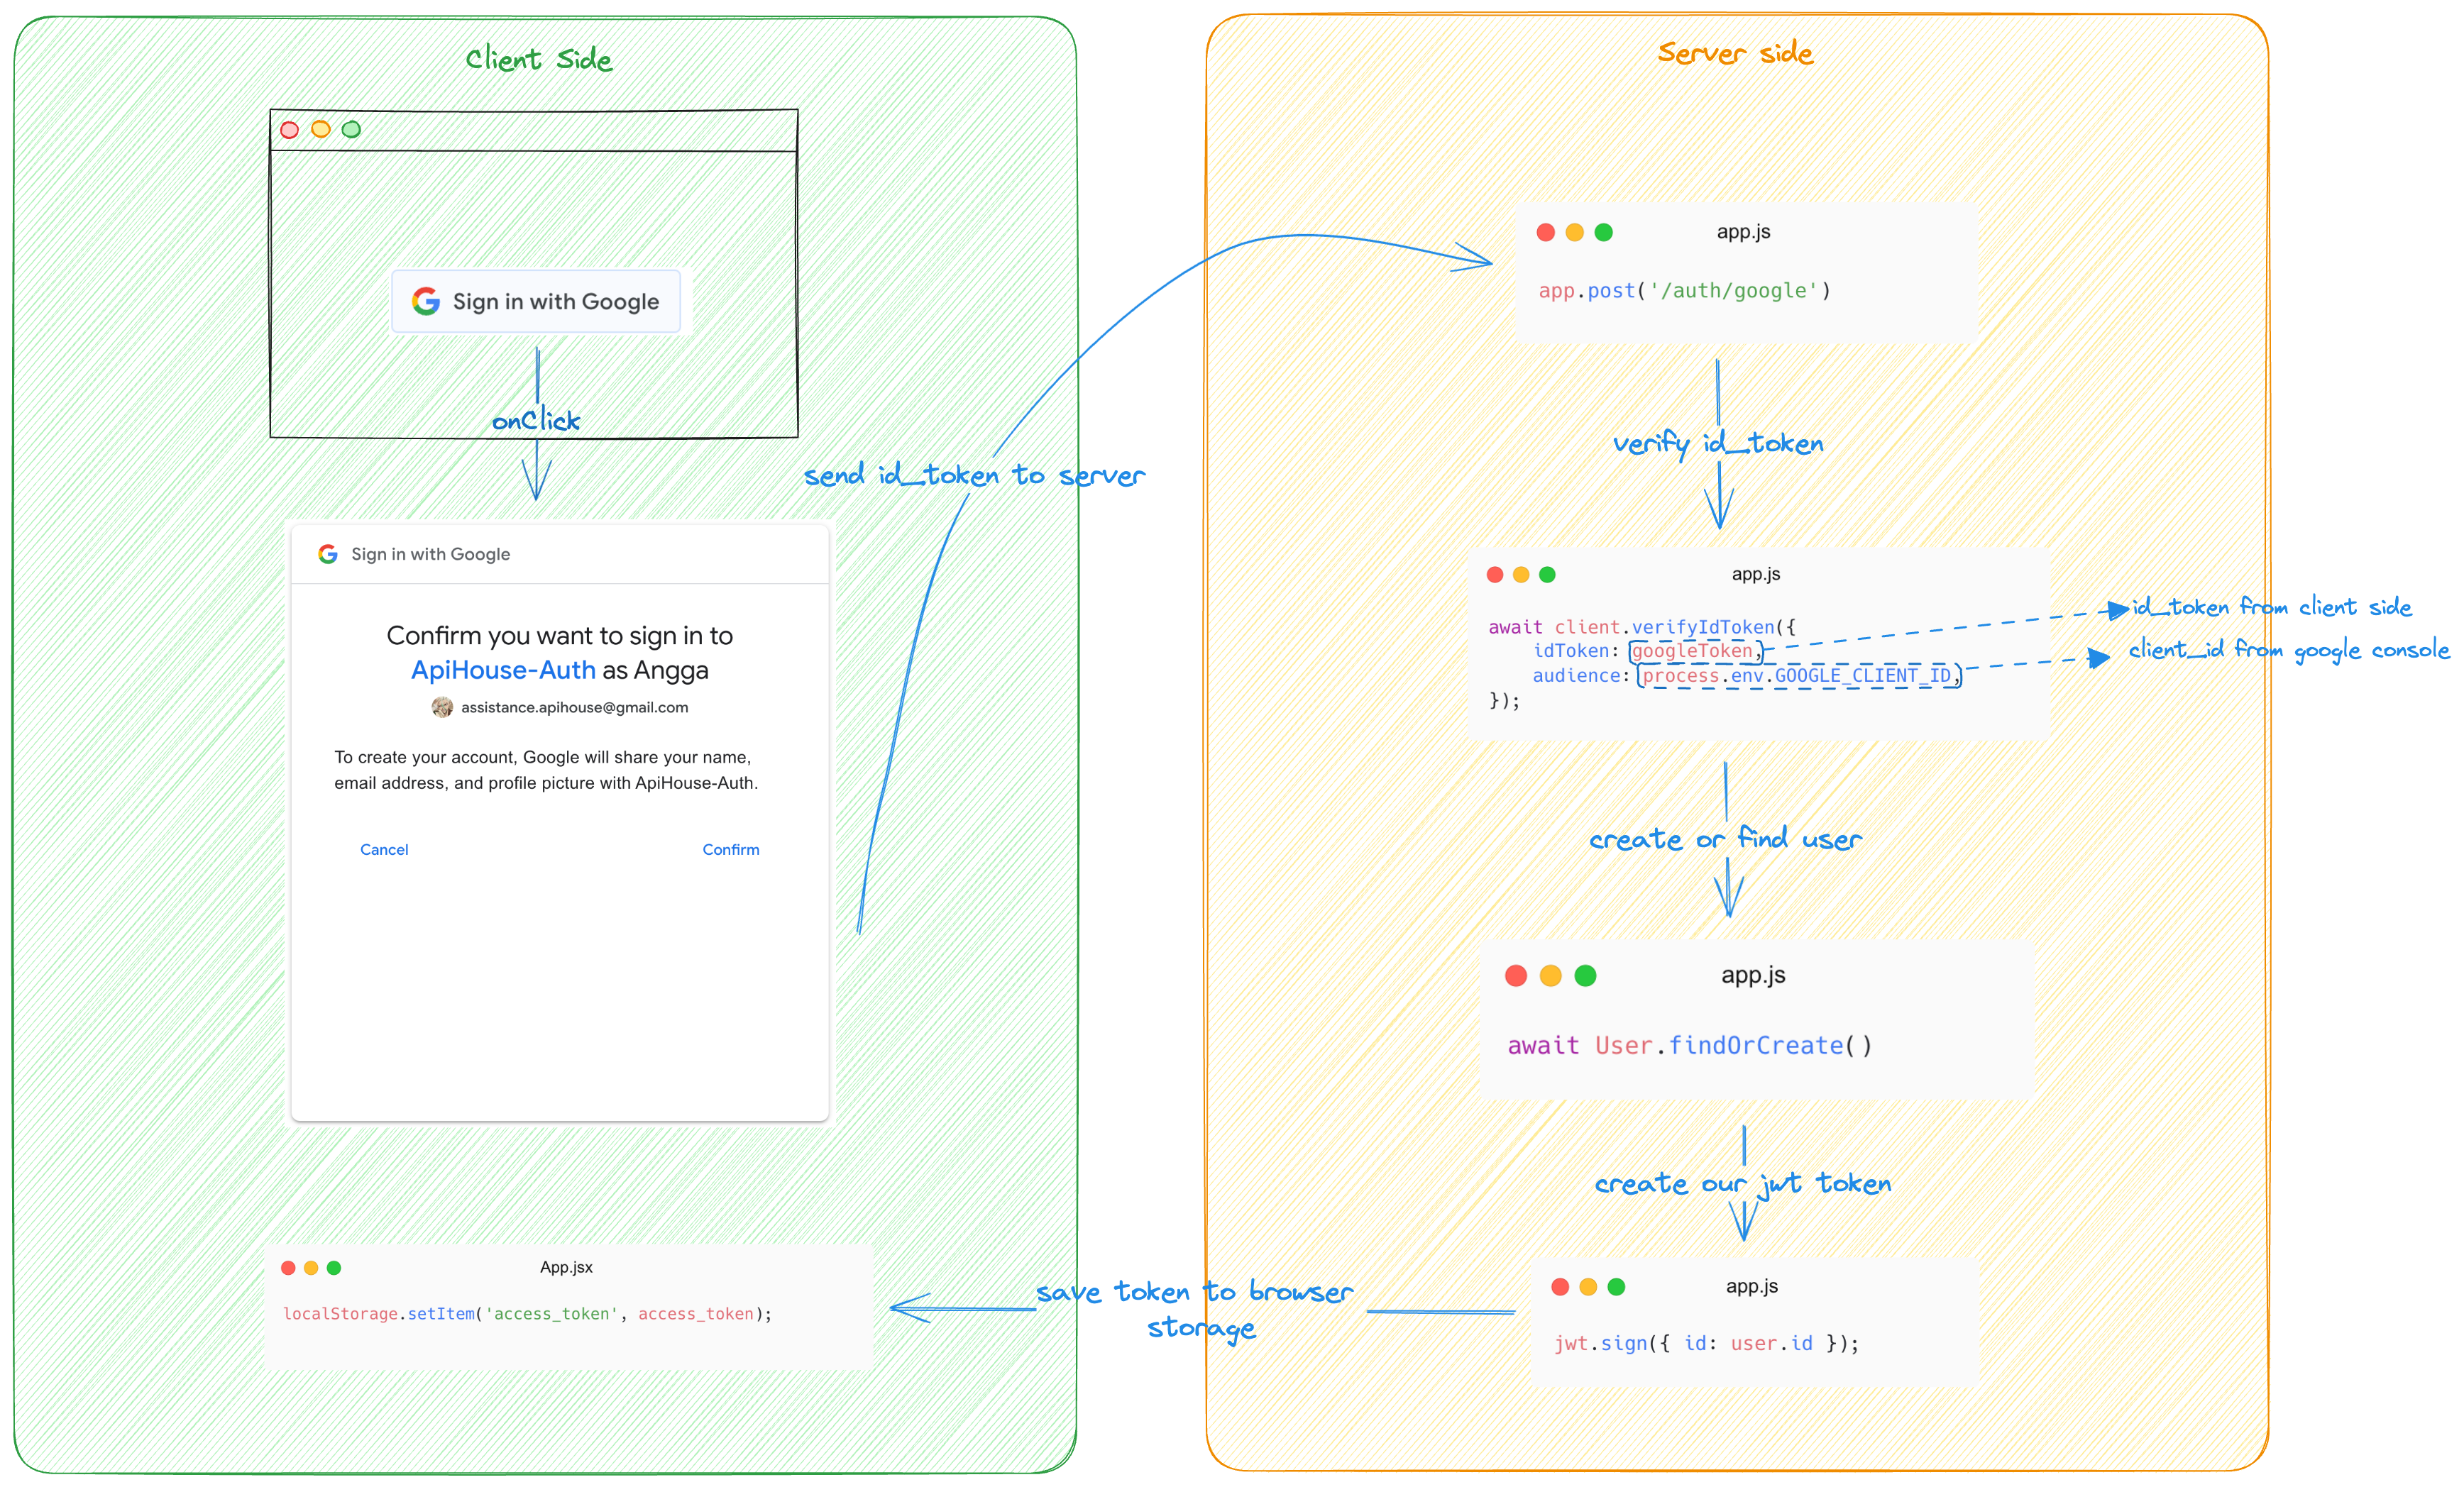 Client Side
Sign in with Google
onClick
Sign in with Google
Confirm you want to sign in to
ApiHouse-Auth as Angga
assistance.apihouse@gmail.com
To create your account, Google will share your name,
email address, and profile picture with ApiHouse-Auth.
Cancel
Confirm
send id_token to server
Server side
app.js
app.post('/auth/google')
verify id_token
app.js
await client.verifyIdToken({
idToken: googleToken,
audience: process.env.GOOGLE_CLIENT_ID,
});
id_token from client side
client_id from google console
create or find user
app.js
await User.findOrCreate()
create our jwt token
app.js
jwt.sign({ id: user.id });
save token to browser
storage
App.jsx
localStorage.setItem('access_token', access_token);